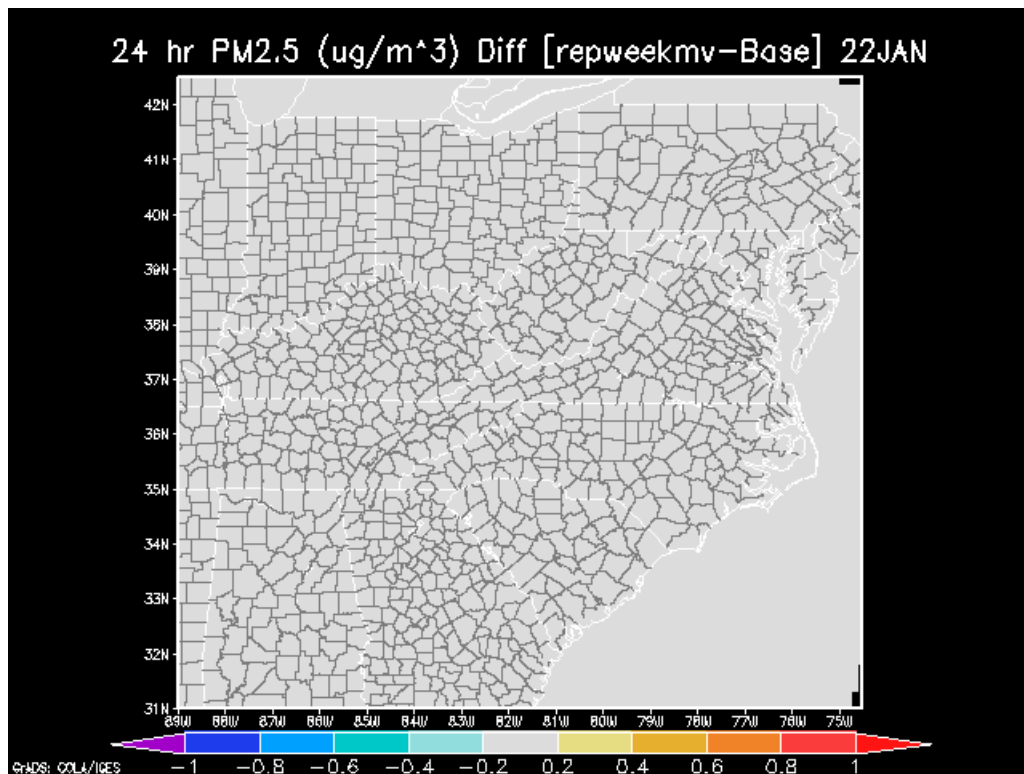 24 hr PM2.5 (ug/m^3) Diff [repweekmv-Base] 22JAN
42N
41N
40N
39N
38N
37N
36N
35N
34N
33N
32N
31N
89W 88W 87W 86W 85W 84W 83W 82W 81W 80W 79W 78W 77W 76W 75W
-1 -0.8 -0.6 -0.4 -0.2 0.2 0.4 0.6 0.8 1
GrADS: COLA/IGES